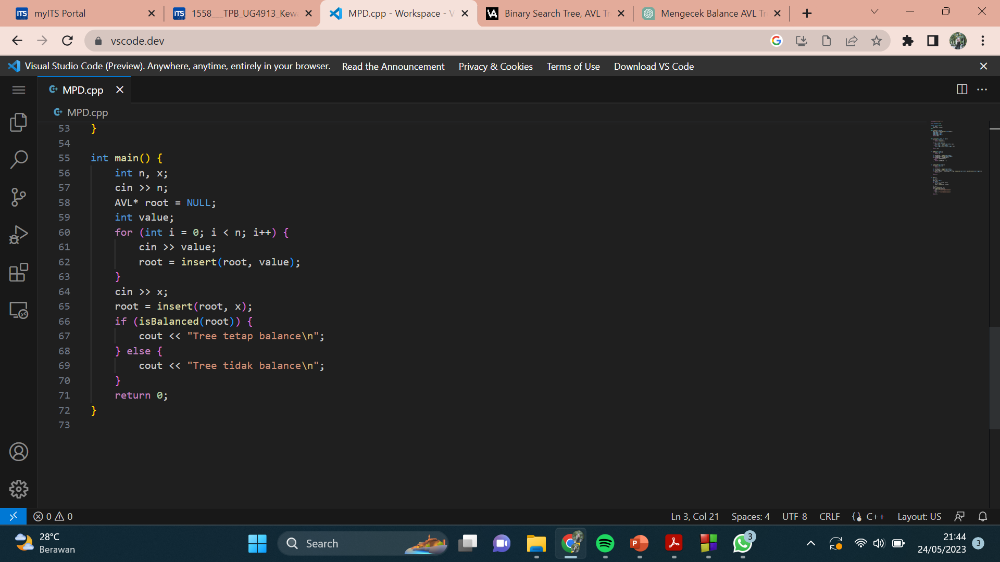 myITS Portal
1558___TPB_UG4913_Kewa
MPD.cpp - Workspace - V
Binary Search Tree, AVL Tr
Mengecek Balance AVL Tr
vscode.dev
Visual Studio Code (Preview). Anywhere, anytime, entirely in your browser. Read the Announcement Privacy & Cookies Terms of Use Download VS Code
MPD.cpp
MPD.cpp
53 }
54
55 int main() {
56 int n, x;
57 cin >> n;
58 AVL* root = NULL;
59 int value;
60 for (int i = 0; i < n; i++) {
61 cin >> value;
62 root = insert(root, value);
63 }
64 cin >> x;
65 root = insert(root, x);
66 if (isBalanced(root)) {
67 cout << "Tree tetap balance\n";
68 } else {
69 cout << "Tree tidak balance\n";
70 }
71 return 0;
72 }
73
0 0
Ln 3, Col 21 Spaces: 4 UTF-8 CRLF C++ Layout: US
28°C
Berawan
Search
3
21:44
24/05/2023
3